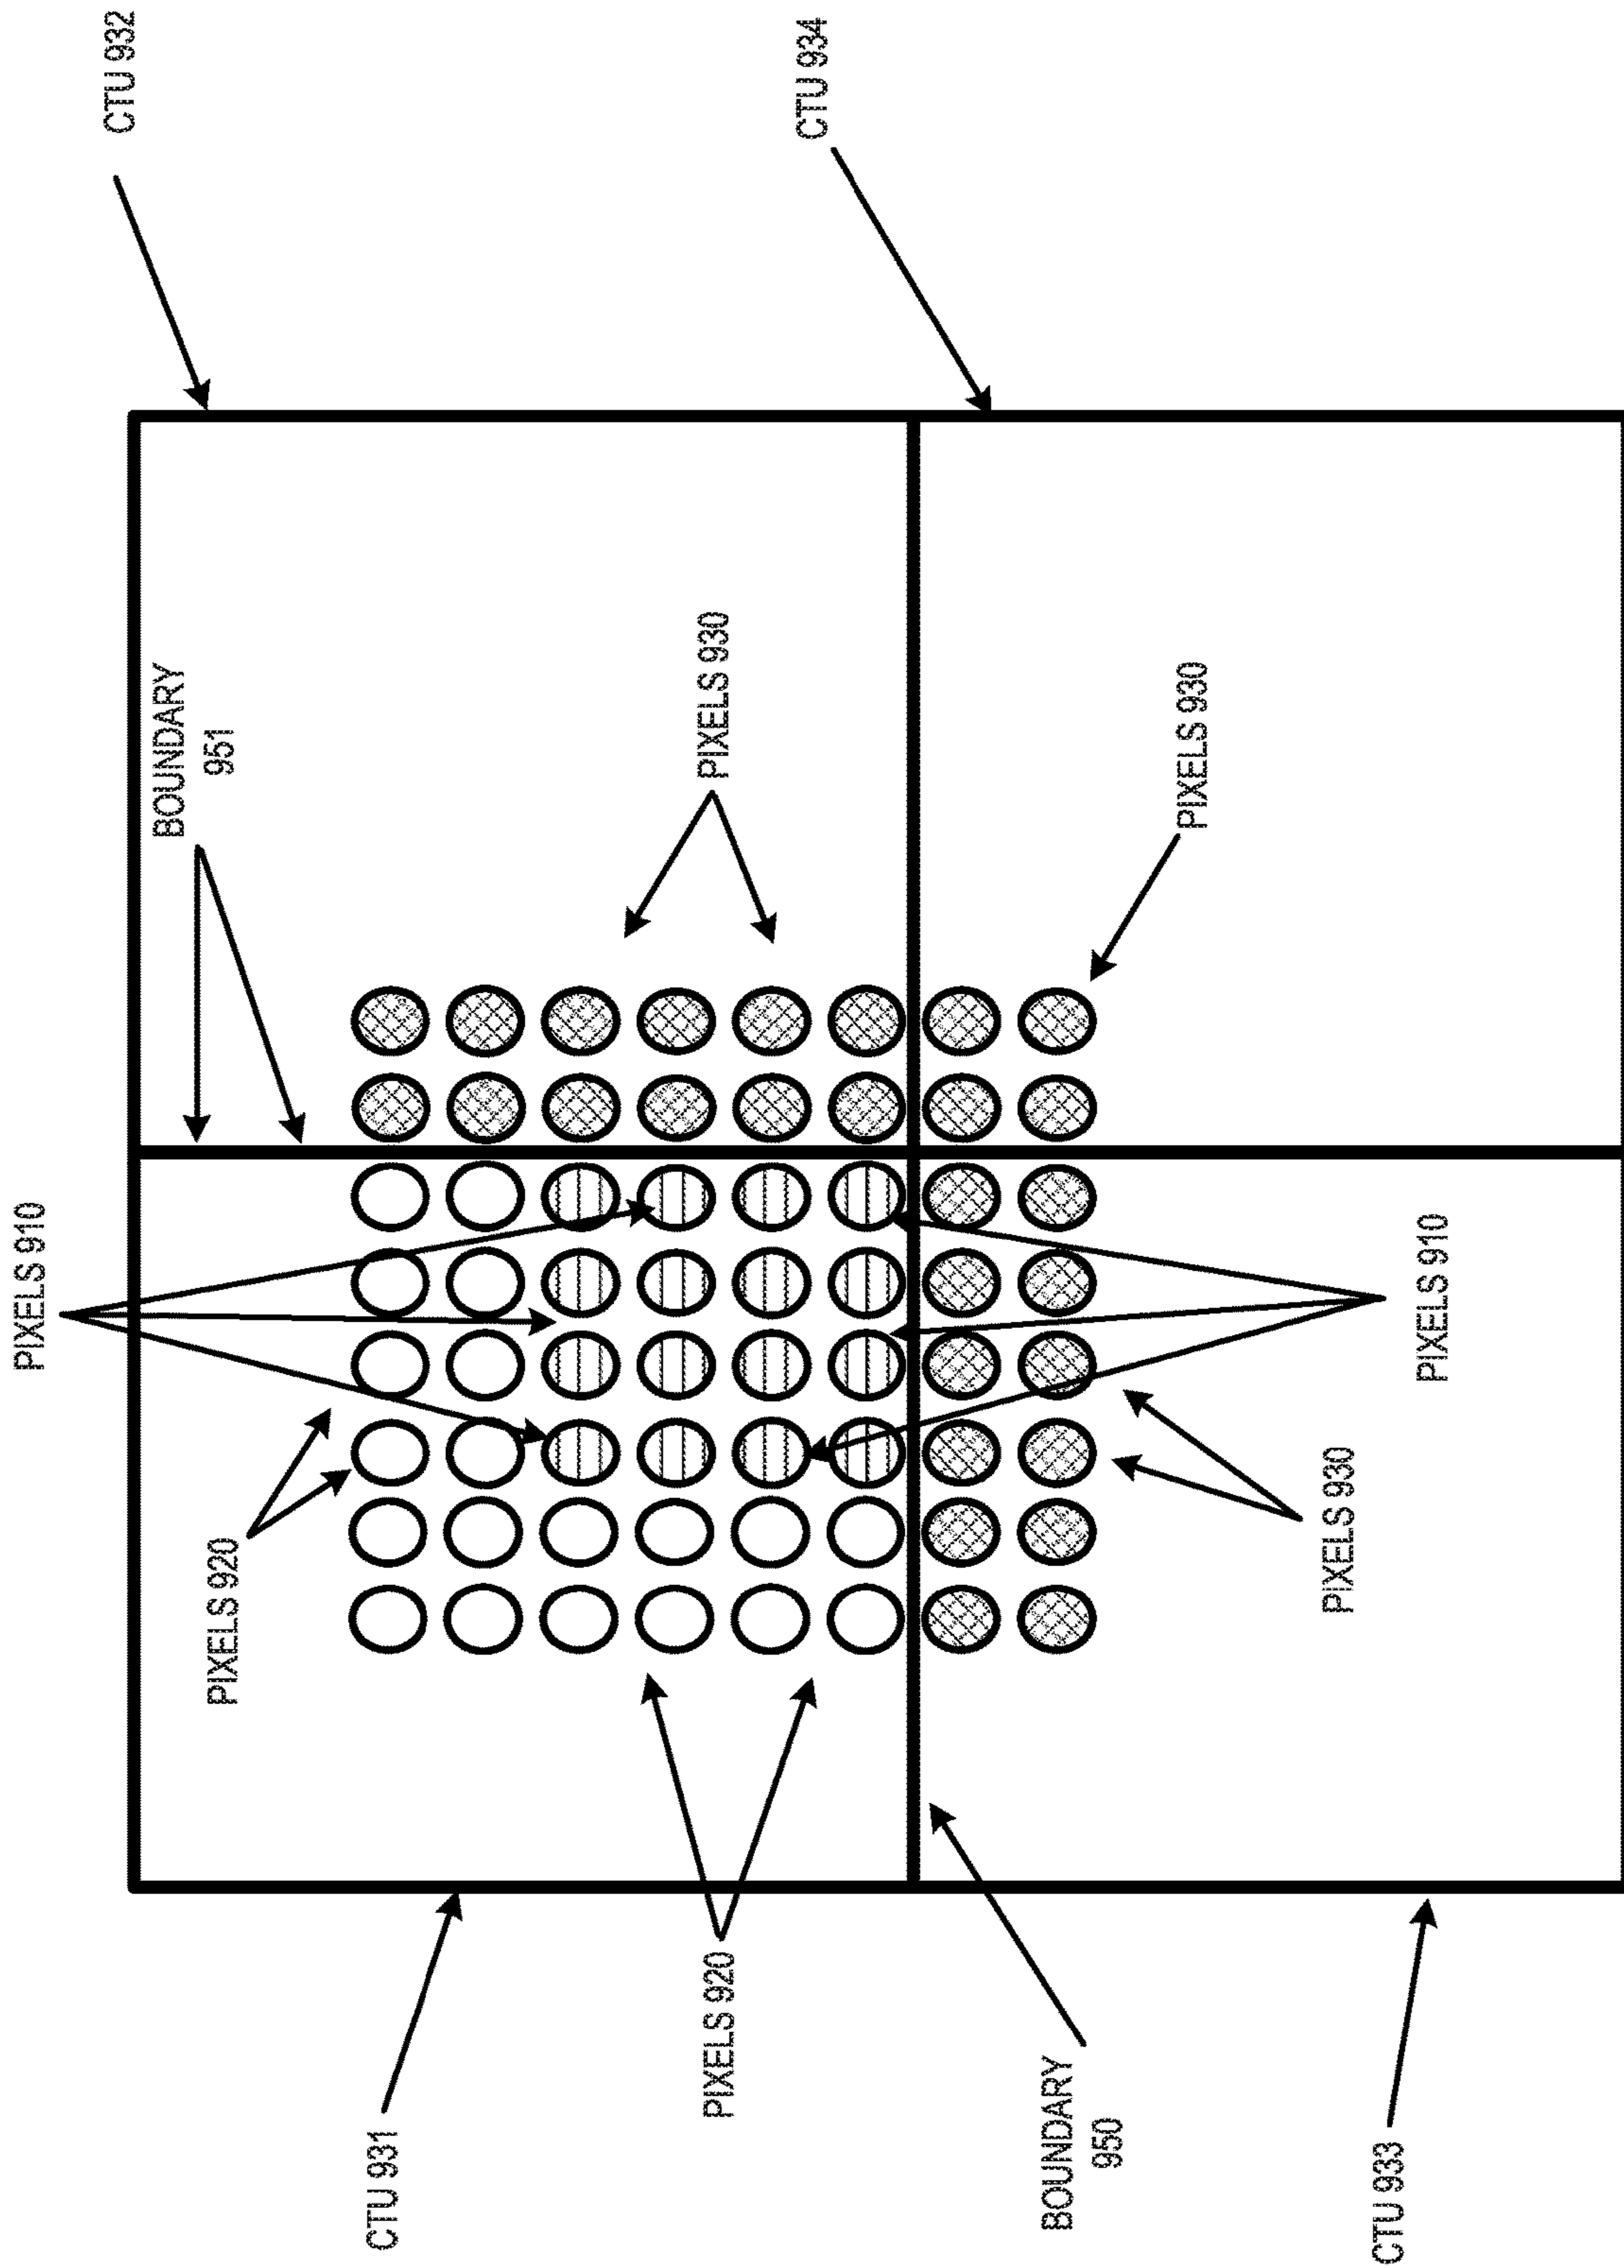 PIXELS 910
CTU 932
BOUNDARY
951
PIXELS 920
CTU 931
PIXELS 930
PIXELS 920
CTU 934
BOUNDARY
950
PIXELS 930
PIXELS 930
CTU 933
PIXELS 910